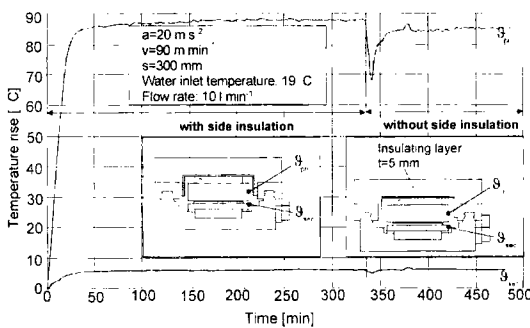 90
80
70
60
50
40
30
20
10
0
Temperature rise [ C]
a=20 m s²
v=90 m min
s=300 mm
Water inlet temperature. 19 C
Flow rate: 10 l min⁻¹
with side insulation
without side insulation
Insulating layer
t=5 mm
ϑ
ϑsec
ϑ
ϑ
ϑ
ϑ
0 50 100 150 200 250 300 350 400 450 500
Time [min]